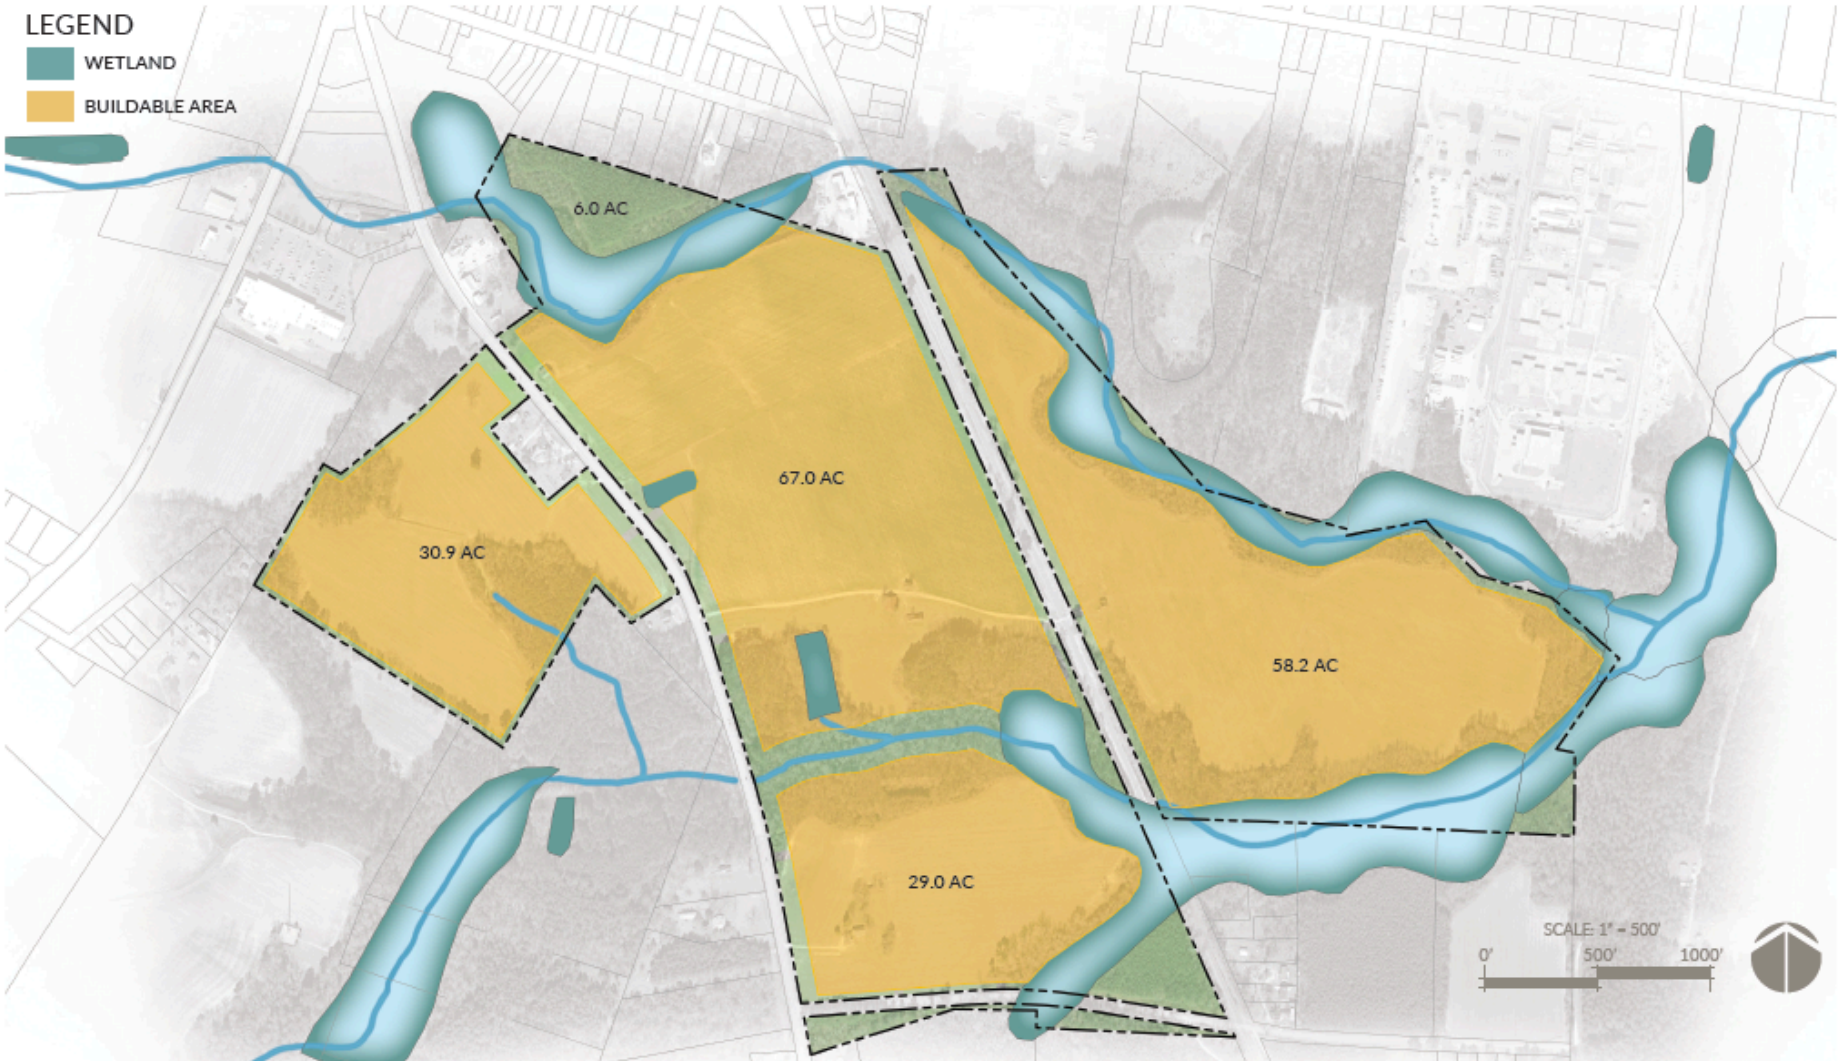 LEGEND
WETLAND
BUILDABLE AREA
6.0 AC
67.0 AC
30.9 AC
58.2 AC
29.0 AC
SCALE: 1" = 500'
0' 500' 1000'